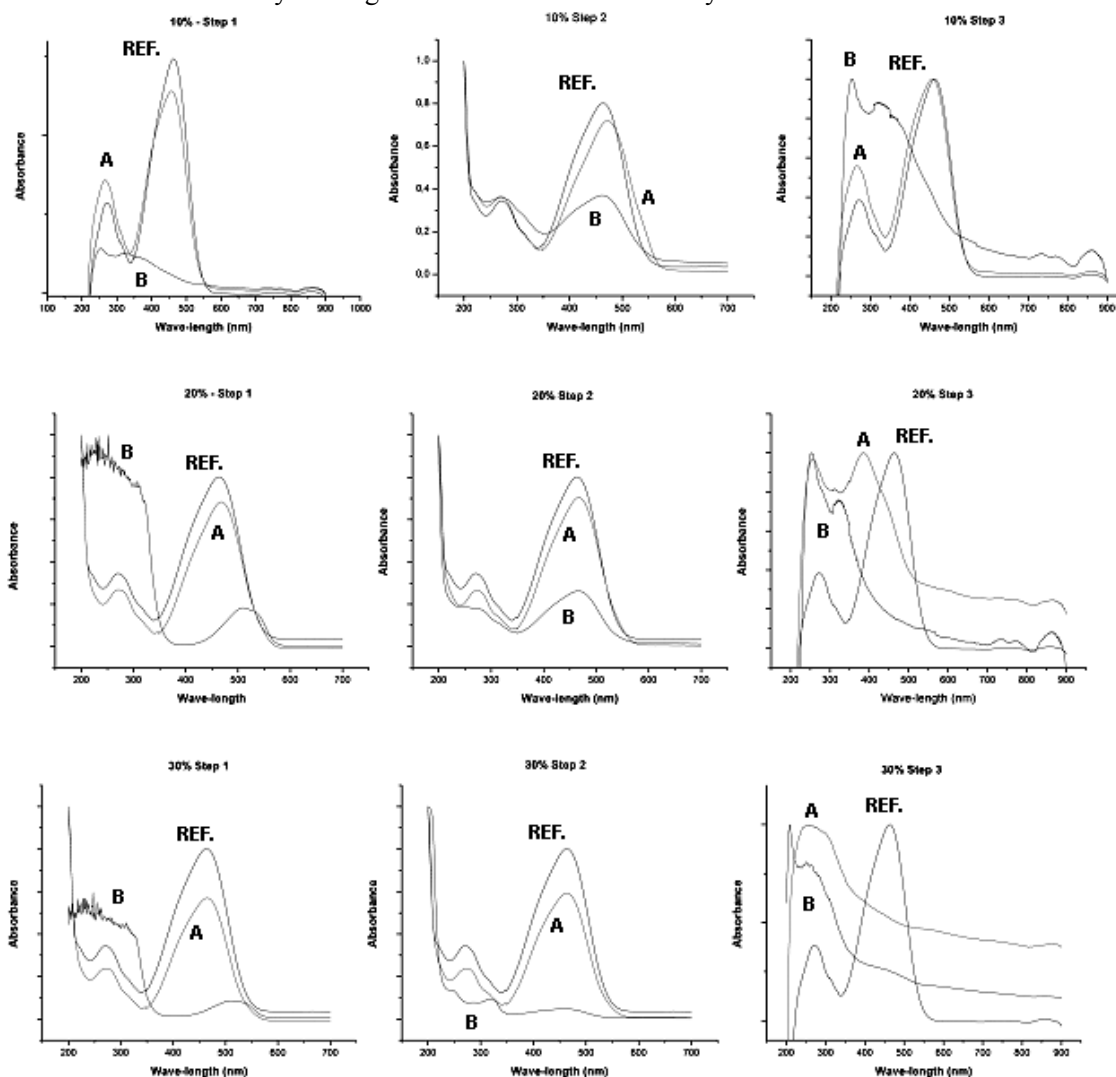 10% - Step 1
REF.
A
B
Absorbance
100 200 300 400 500 600 700 800 900 1000
Wave-length (nm)
10% Step 2
1.0
0.8
0.6
0.4
0.2
0.0
REF.
A
B
Absorbance
200 300 400 500 600 700
Wave-length (nm)
10% Step 3
B
REF.
A
Absorbance
200 300 400 500 600 700 800 900
Wave-length (nm)
20% - Step 1
B
REF.
A
Absorbance
200 300 400 500 600 700
Wave-length
20% Step 2
REF.
A
B
Absorbance
200 300 400 500 600 700
Wave-length (nm)
20% Step 3
A
REF.
B
Absorbance
200 300 400 500 600 700 800 900
Wave-length (nm)
30% Step 1
REF.
B
A
Absorbance
200 300 400 500 600 700
Wave-length (nm)
30% Step 2
REF.
A
B
Absorbance
200 300 400 500 600 700
Wave-length (nm)
30% Step 3
A
REF.
B
Absorbance
200 300 400 500 600 700 800 900
Wave-length (nm)